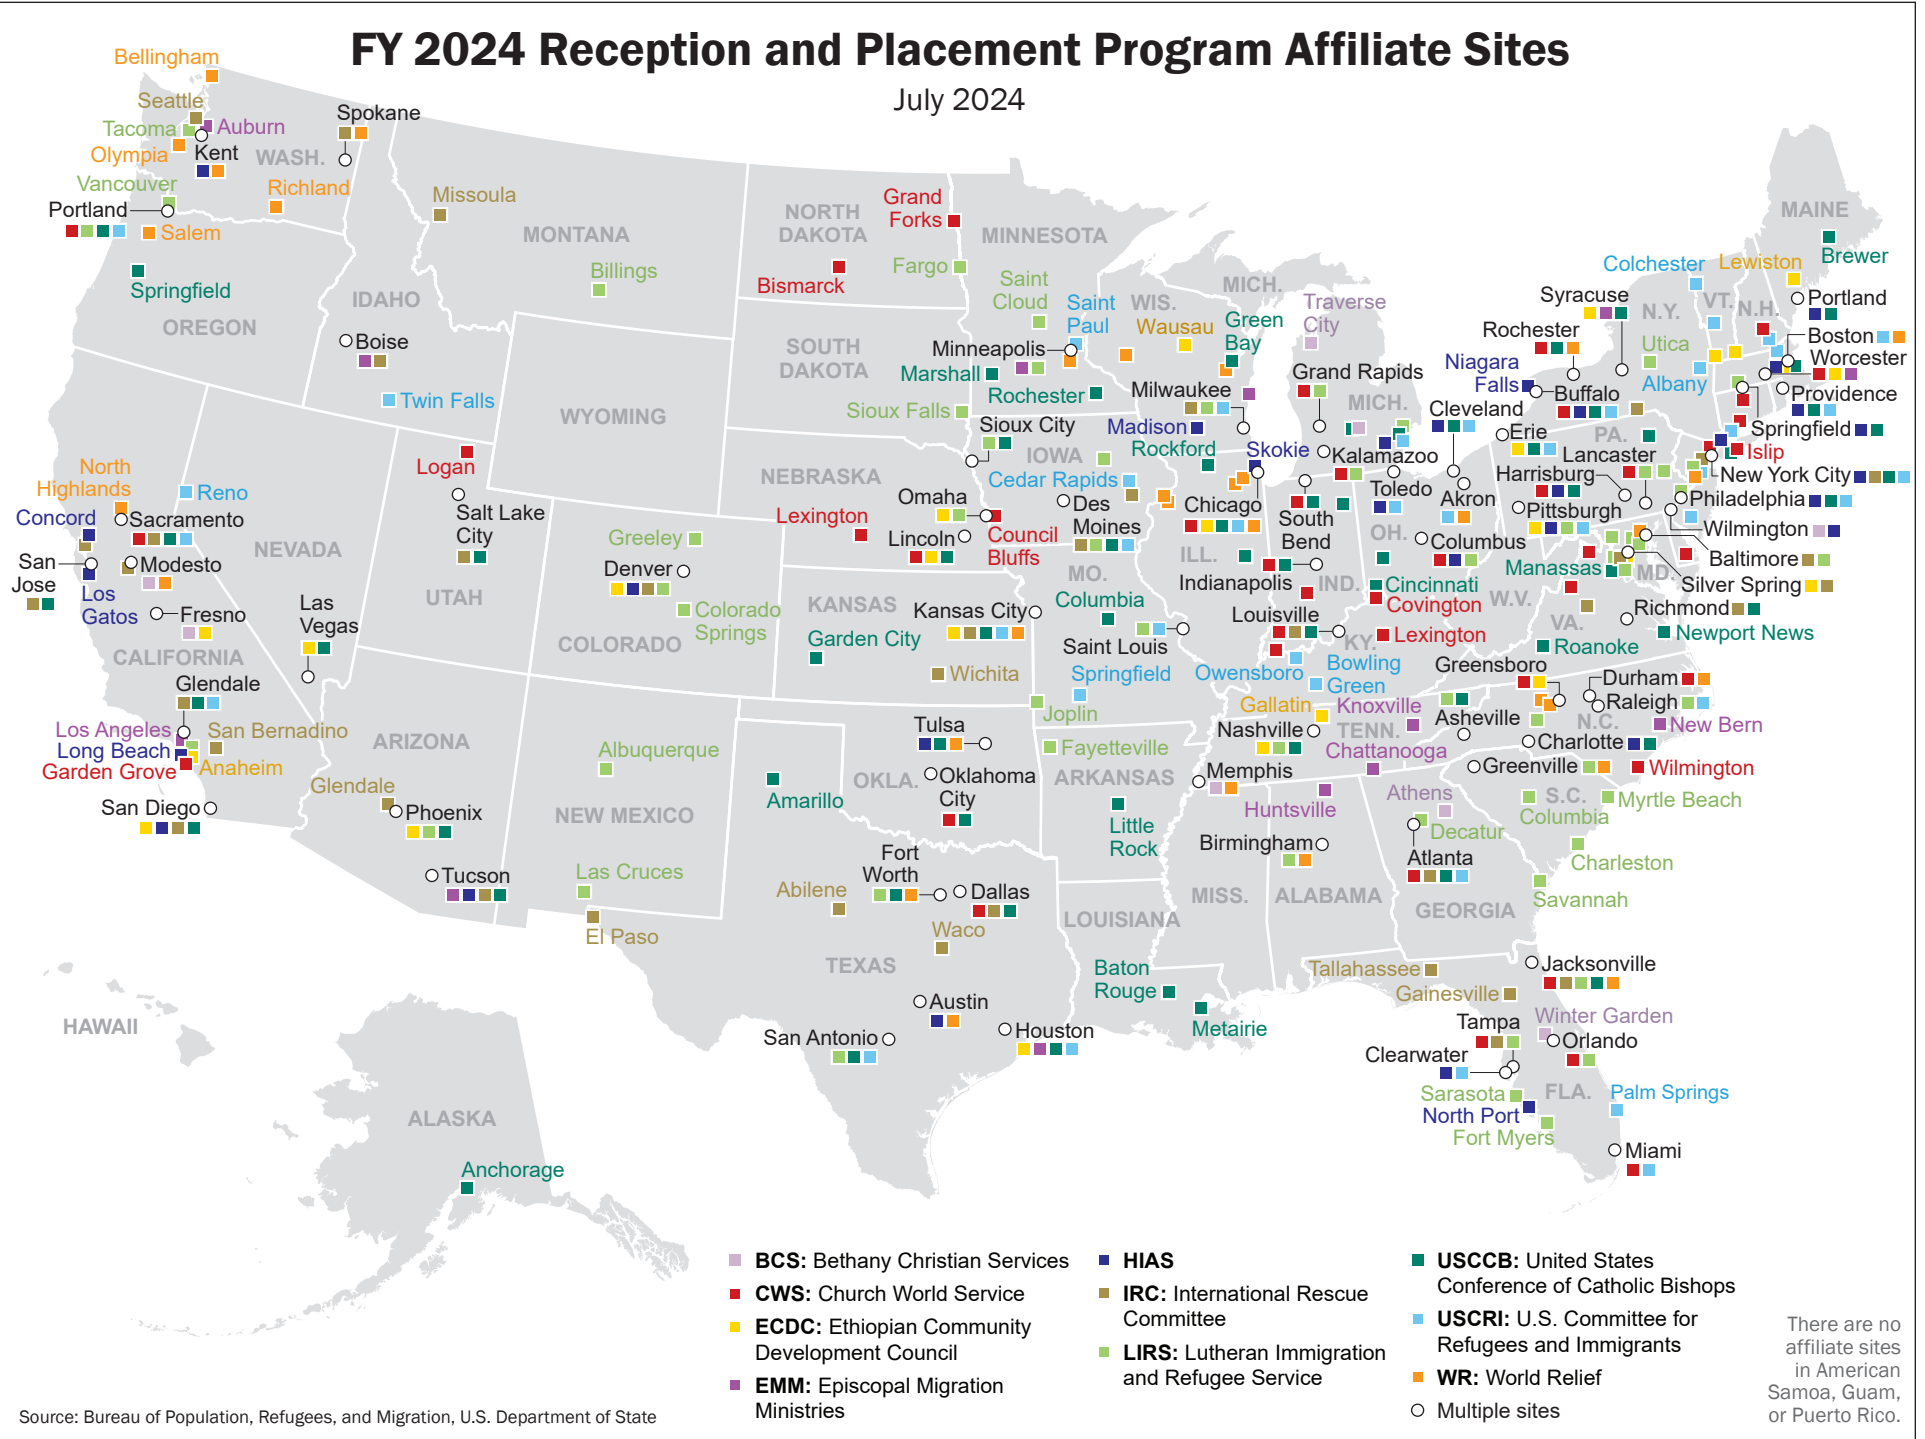 FY 2024 Reception and Placement Program Affiliate Sites
July 2024
Bellingham
Seattle
Tacoma
Auburn
Olympia
Kent
WASH.
Spokane
Vancouver
Richland
Portland
Salem
Springfield
OREGON
Missoula
MONTANA
Billings
IDAHO
Boise
Twin Falls
WYOMING
NORTH
DAKOTA
Grand
Forks
Bismarck
Fargo
MINNESOTA
Saint
Cloud
Saint
Paul
Minneapolis
Marshall
Rochester
SOUTH
DAKOTA
Sioux Falls
WIS.
Wausau
Green
Bay
Milwaukee
Madison
MICH.
Traverse
City
Grand Rapids
MICH.
Kalamazoo
Sioux City
IOWA
Cedar Rapids
Des
Moines
Council
Bluffs
NEBRASKA
Omaha
Lexington
Lincoln
Rockford
Skokie
Chicago
ILL.
South
Bend
Indianapolis
IND.
Toledo
Cleveland
Akron
OH.
Columbus
Cincinnati
Covington
North
Highlands
Concord
Sacramento
San
Jose
Modesto
Los
Gatos
Fresno
CALIFORNIA
Reno
NEVADA
Las
Vegas
Logan
Salt Lake
City
UTAH
Greeley
Denver
Colorado
Springs
COLORADO
KANSAS
Garden City
Kansas City
Wichita
MO.
Columbia
Saint Louis
Springfield
Joplin
Louisville
KY.
Lexington
Owensboro
Bowling
Green
Glendale
Los Angeles
Long Beach
Garden Grove
San Bernadino
Anaheim
San Diego
ARIZONA
Glendale
Phoenix
Tucson
Albuquerque
NEW MEXICO
Las Cruces
El Paso
Tulsa
OKLA.
Oklahoma
City
Amarillo
Fayetteville
ARKANSAS
Little
Rock
Fort
Worth
Dallas
Abilene
Waco
TEXAS
Austin
San Antonio
Houston
LOUISIANA
Baton
Rouge
Metairie
Gallatin
Knoxville
Nashville
TENN.
Chattanooga
Memphis
Huntsville
Birmingham
MISS.
ALABAMA
Athens
Decatur
Atlanta
GEORGIA
Savannah
S.C.
Columbia
Greenville
Myrtle Beach
Charleston
Greensboro
Durham
Raleigh
Asheville
N.C.
New Bern
Charlotte
Wilmington
Tallahassee
Gainesville
Jacksonville
Winter Garden
Tampa
Orlando
Clearwater
FLA.
Sarasota
North Port
Fort Myers
Palm Springs
Miami
MAINE
Brewer
Lewiston
Portland
Colchester
VT.
N.H.
Boston
Worcester
Providence
Springfield
Syracuse
N.Y.
Rochester
Utica
Niagara
Falls
Albany
Buffalo
Erie
PA.
Lancaster
Harrisburg
Pittsburgh
Islip
New York City
Philadelphia
Wilmington
Baltimore
MD.
Silver Spring
Manassas
W.V.
VA.
Richmond
Newport News
Roanoke
HAWAII
ALASKA
Anchorage
BCS: Bethany Christian Services
CWS: Church World Service
ECDC: Ethiopian Community
Development Council
EMM: Episcopal Migration
Ministries
HIAS
IRC: International Rescue
Committee
LIRS: Lutheran Immigration
and Refugee Service
USCCB: United States
Conference of Catholic Bishops
USCRI: U.S. Committee for
Refugees and Immigrants
WR: World Relief
Multiple sites
There are no
affiliate sites
in American
Samoa, Guam,
or Puerto Rico.
Source: Bureau of Population, Refugees, and Migration, U.S. Department of State